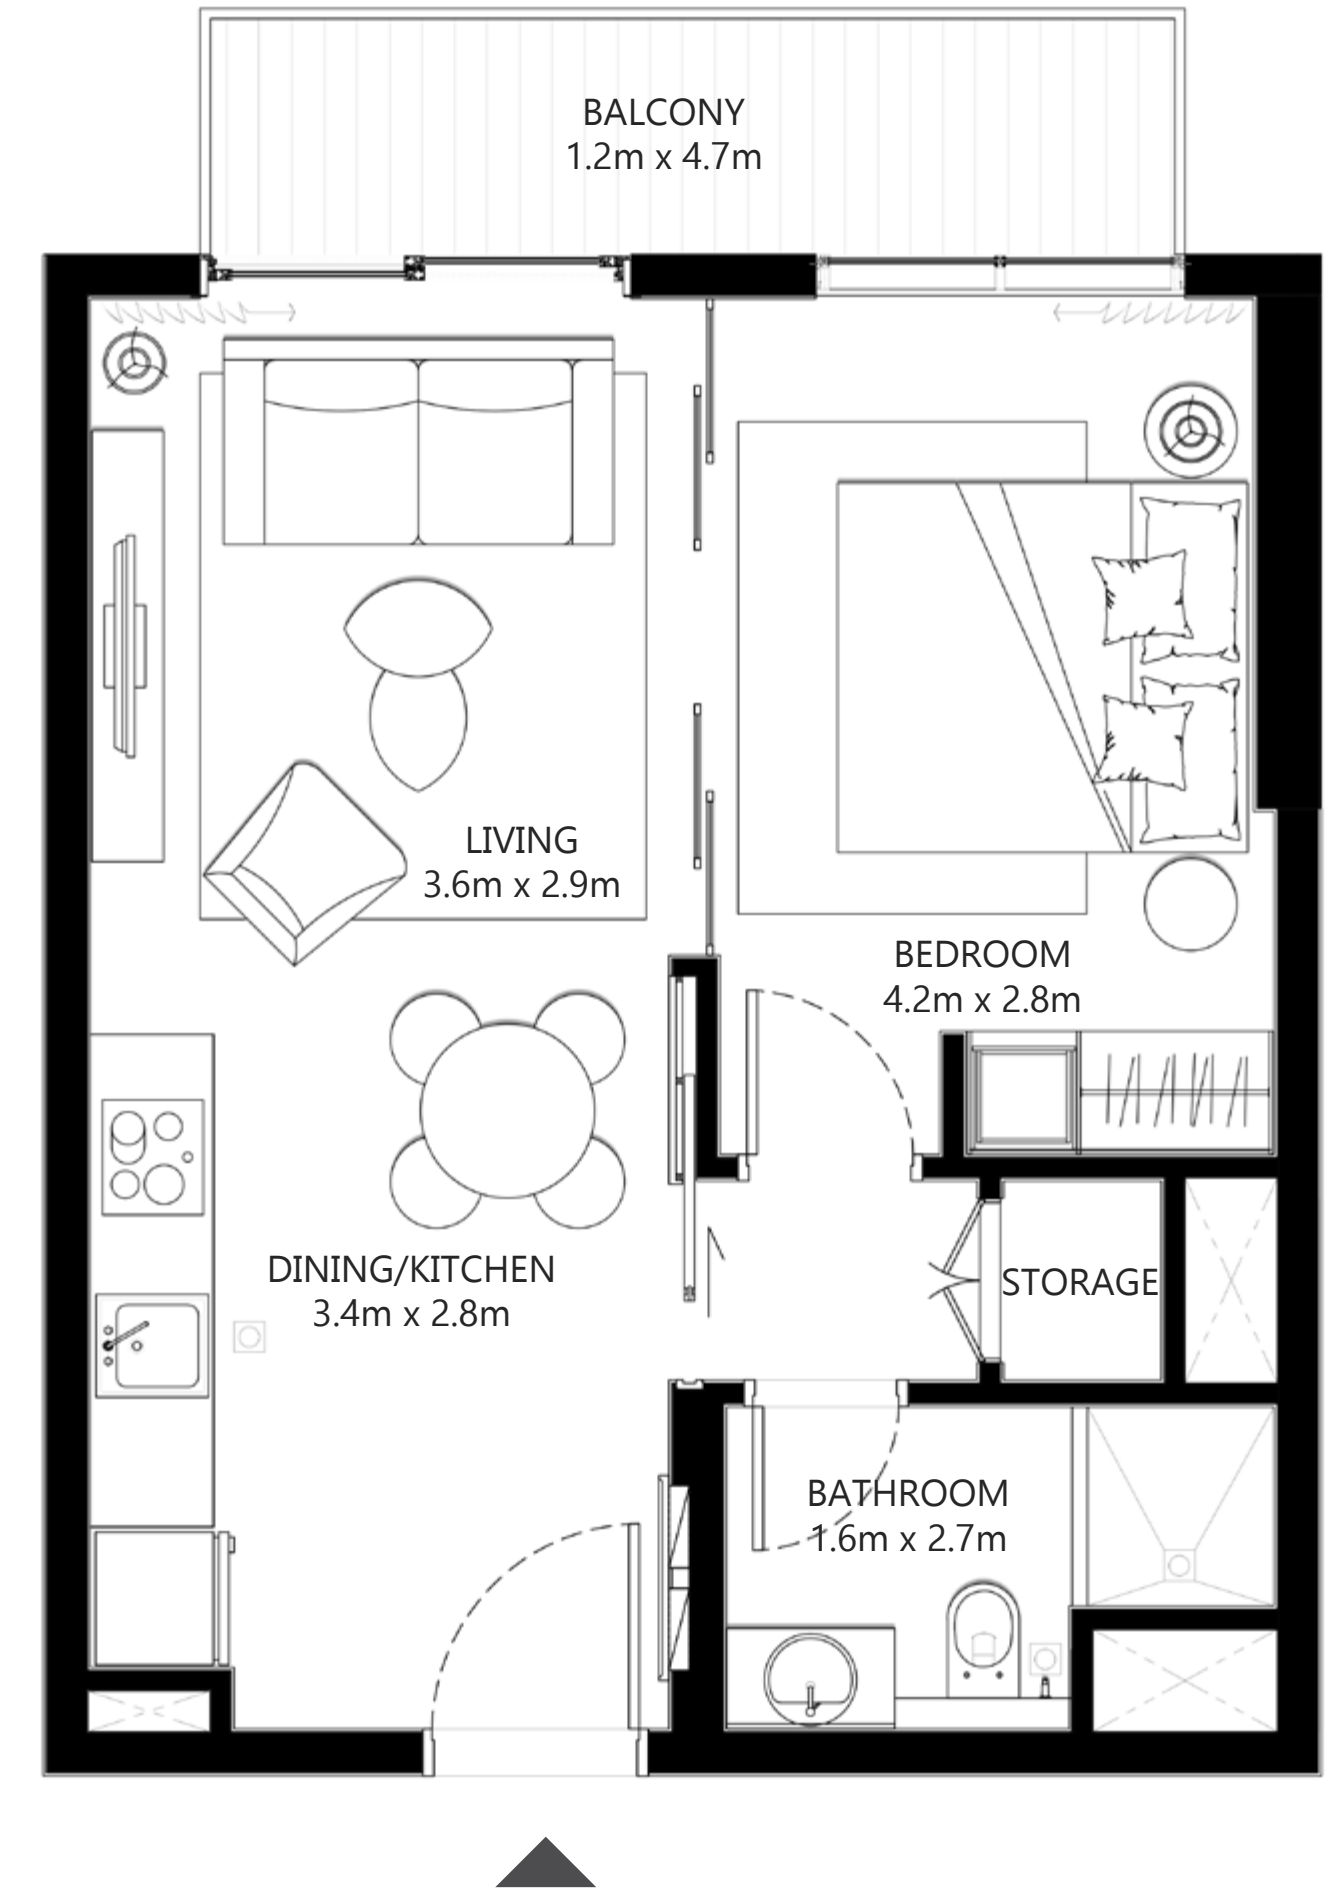 BALCONY
1.2m x 4.7m
LIVING
3.6m x 2.9m
BEDROOM
4.2m x 2.8m
DINING/KITCHEN
3.4m x 2.8m
STORAGE
BATHROOM
1.6m x 2.7m